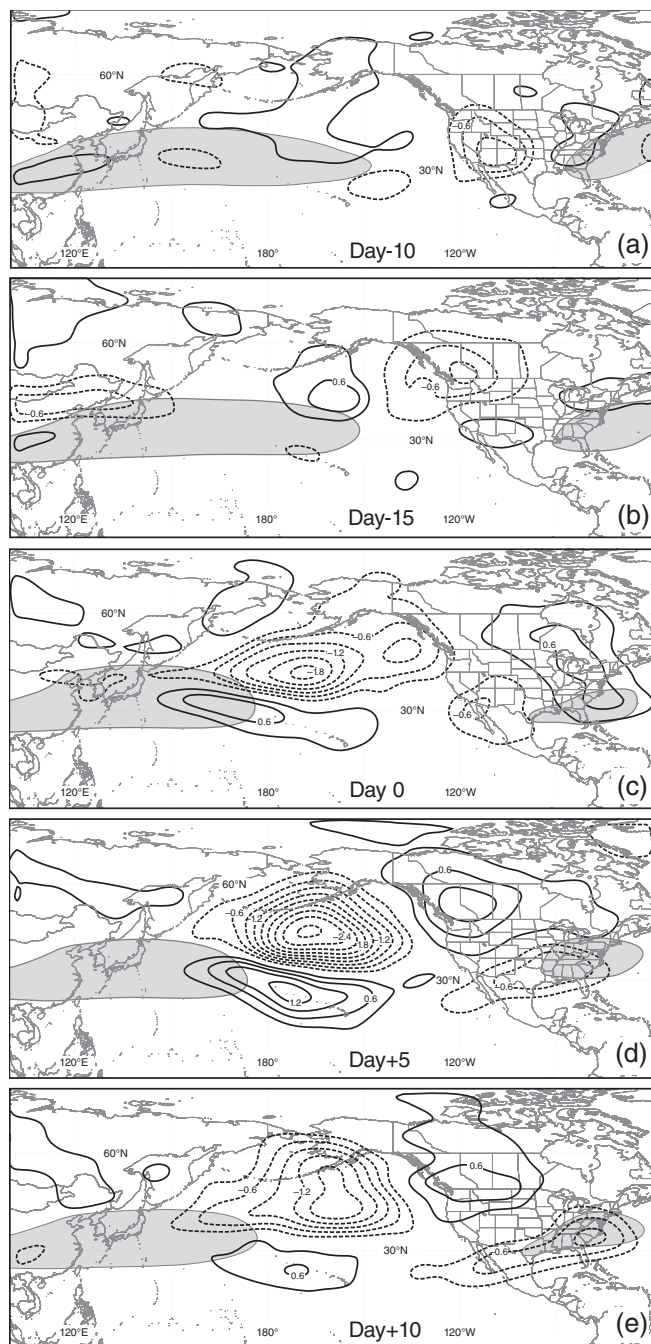 60°N
−0.6
30°N
120°E 180° Day-10 120°W (a)
60°N
0.6
−0.6 −0.6
30°N
120°E 180° Day-15 120°W (b)
60°N
−0.6 0.6
−1.2
1.8
0.6 30°N −0.6
120°E 180° Day 0 120°W (c)
60°N 0.6
−0.6
−1.2 −2.4 −1.2
1.8
1.2 0.6 30°N −0.6
120°E 180° Day+5 120°W (d)
60°N
−0.6 −1.2 0.6
30°N −0.6
0.6
120°E 180° Day+10 120°W (e)